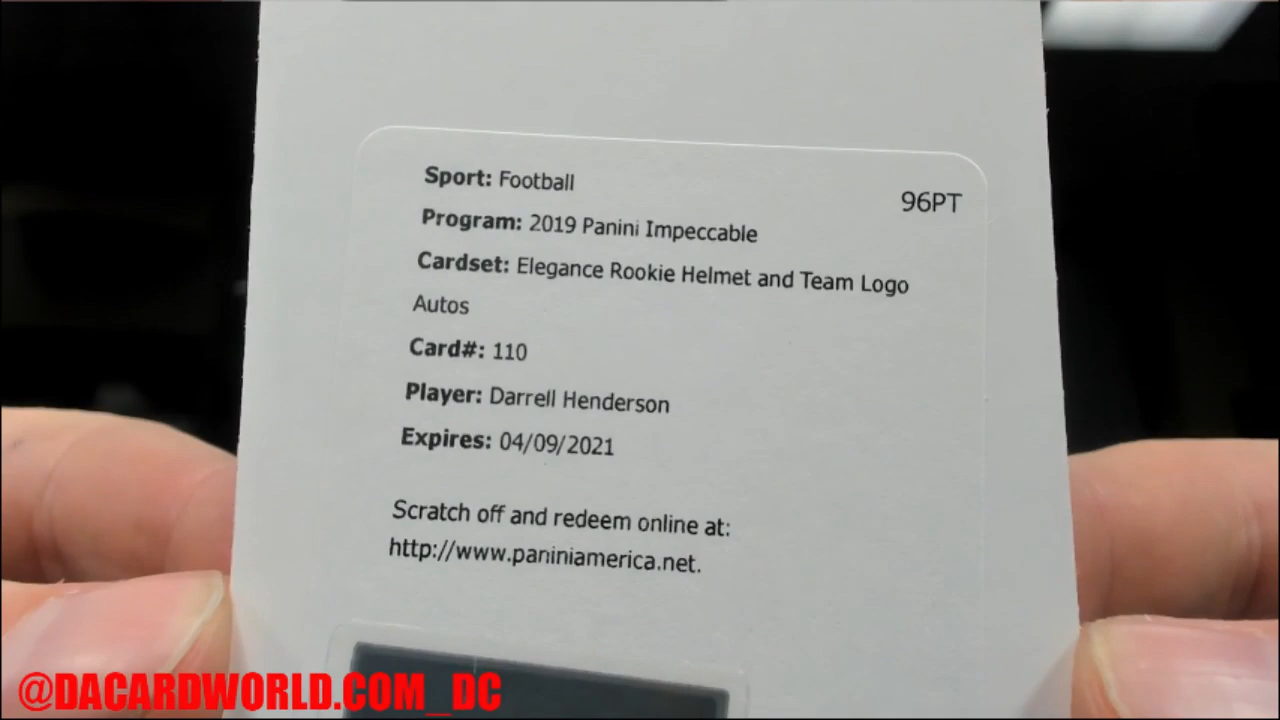 Sport: Football
96PT
Program: 2019 Panini Impeccable
Cardset: Elegance Rookie Helmet and Team Logo
Autos
Card#: 110
Player: Darrell Henderson
Expires: 04/09/2021
Scratch off and redeem online at:
http://www.paniniamerica.net.
@DACARDWORLD.COM_DC